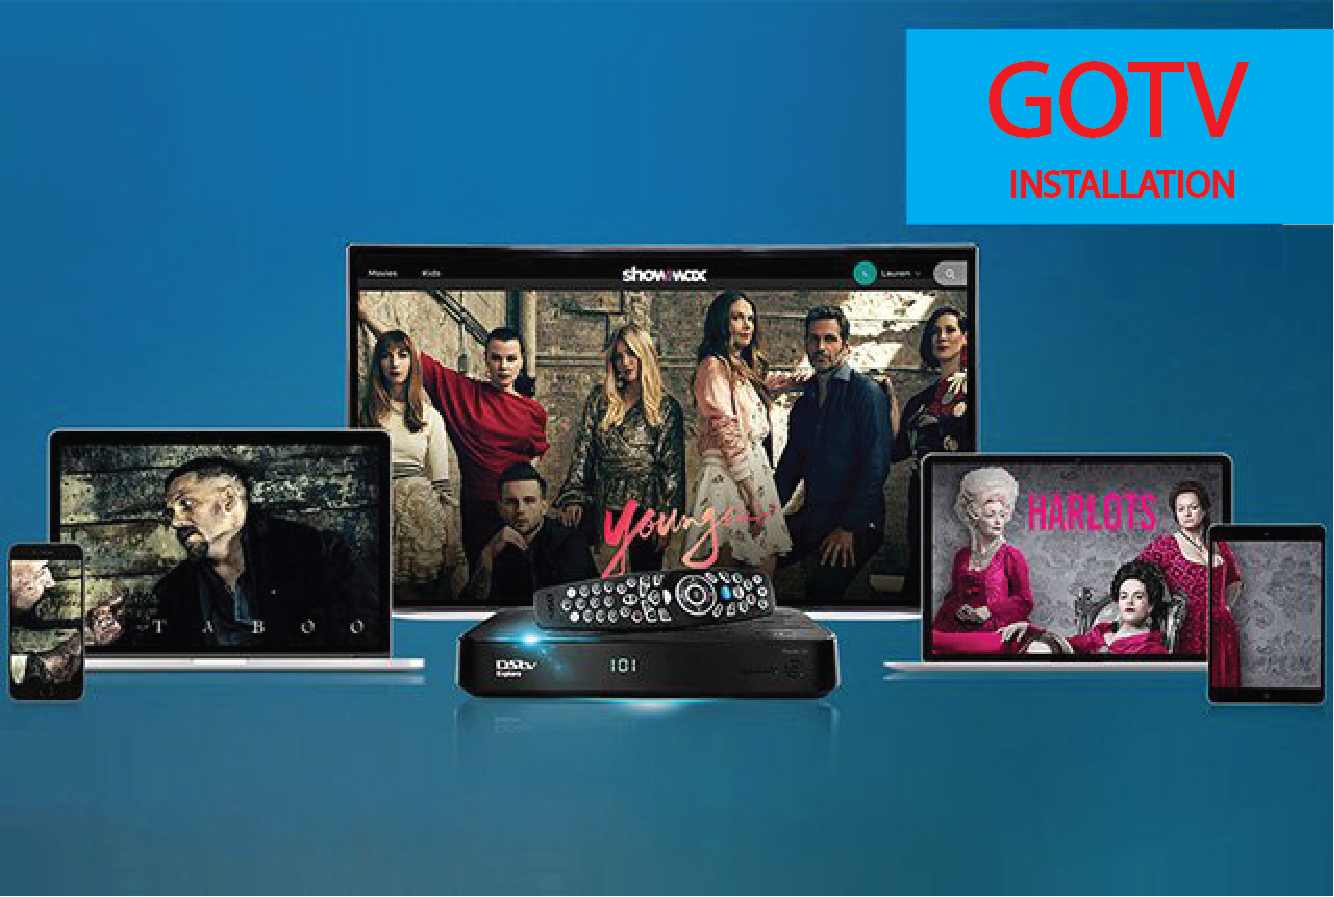 GOTV
INSTALLATION
Movies Kids showmax Lauren
Younger
HARLOTS
TABOO
DStv 101
Explora